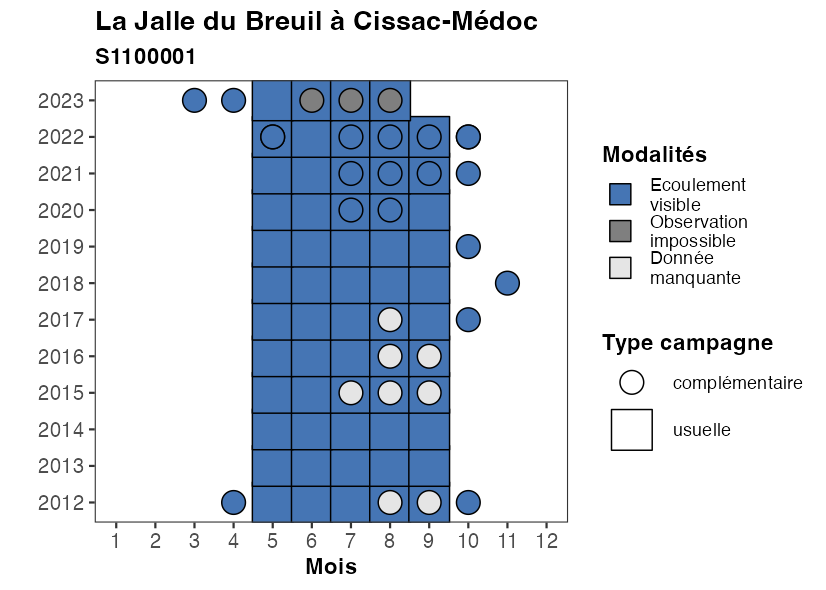 La Jalle du Breuil à Cissac-Médoc
S1100001
2023
2022
2021
2020
2019
2018
2017
2016
2015
2014
2013
2012
1 2 3 4 5 6 7 8 9 10 11 12
Mois
Modalités
Ecoulement
visible
Observation
impossible
Donnée
manquante
Type campagne
complémentaire
usuelle